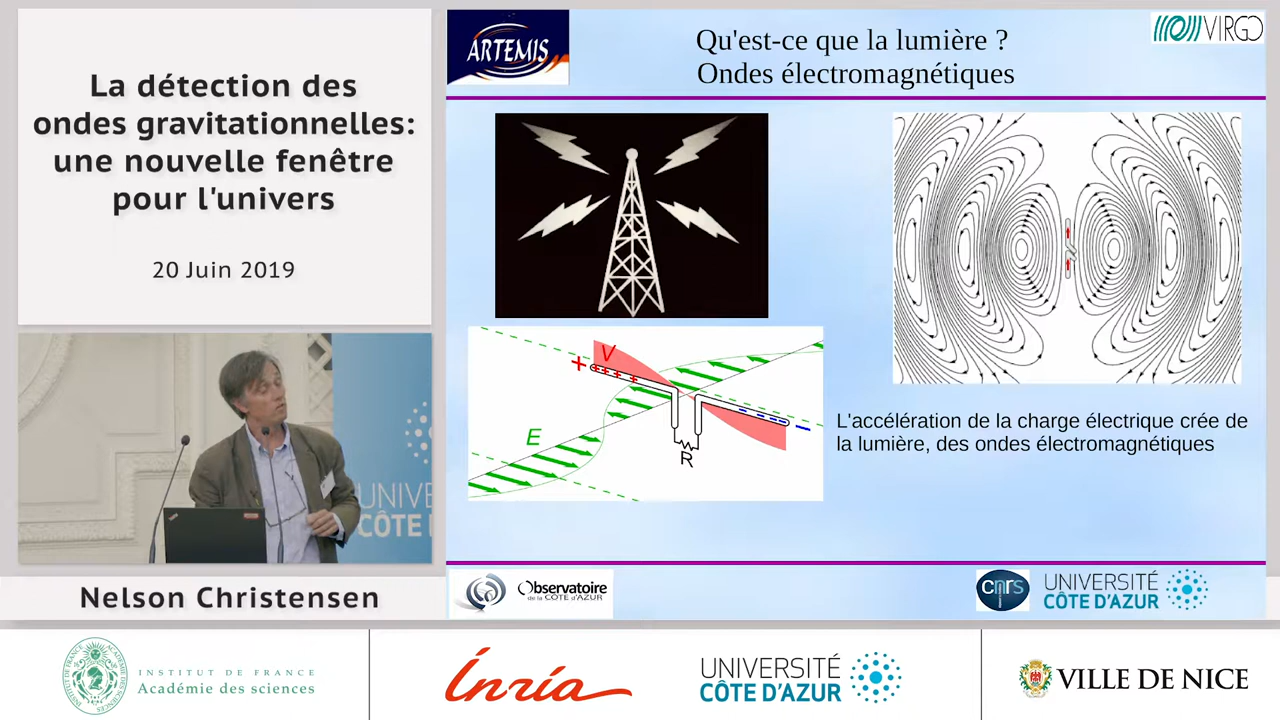 La détection des
ondes gravitationnelles:
une nouvelle fenêtre
pour l'univers
20 Juin 2019
UNIVE
CÔTE D
Nelson Christensen
ARTEMIS
Qu'est-ce que la lumière ?
Ondes électromagnétiques
VIRGO
V
E
R
L'accélération de la charge électrique crée de
la lumière, des ondes électromagnétiques
Observatoire
de la CÔTE d'AZUR
cnrs
UNIVERSITÉ
CÔTE D'AZUR
INSTITUT DE FRANCE
Académie des sciences
Inria
UNIVERSITÉ
CÔTE D'AZUR
VILLE DE NICE